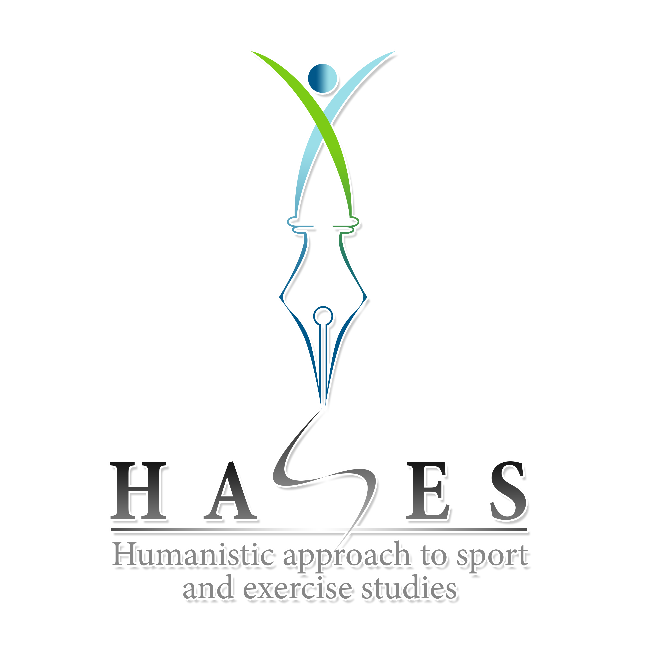 HASES
Humanistic approach to sport
and exercise studies